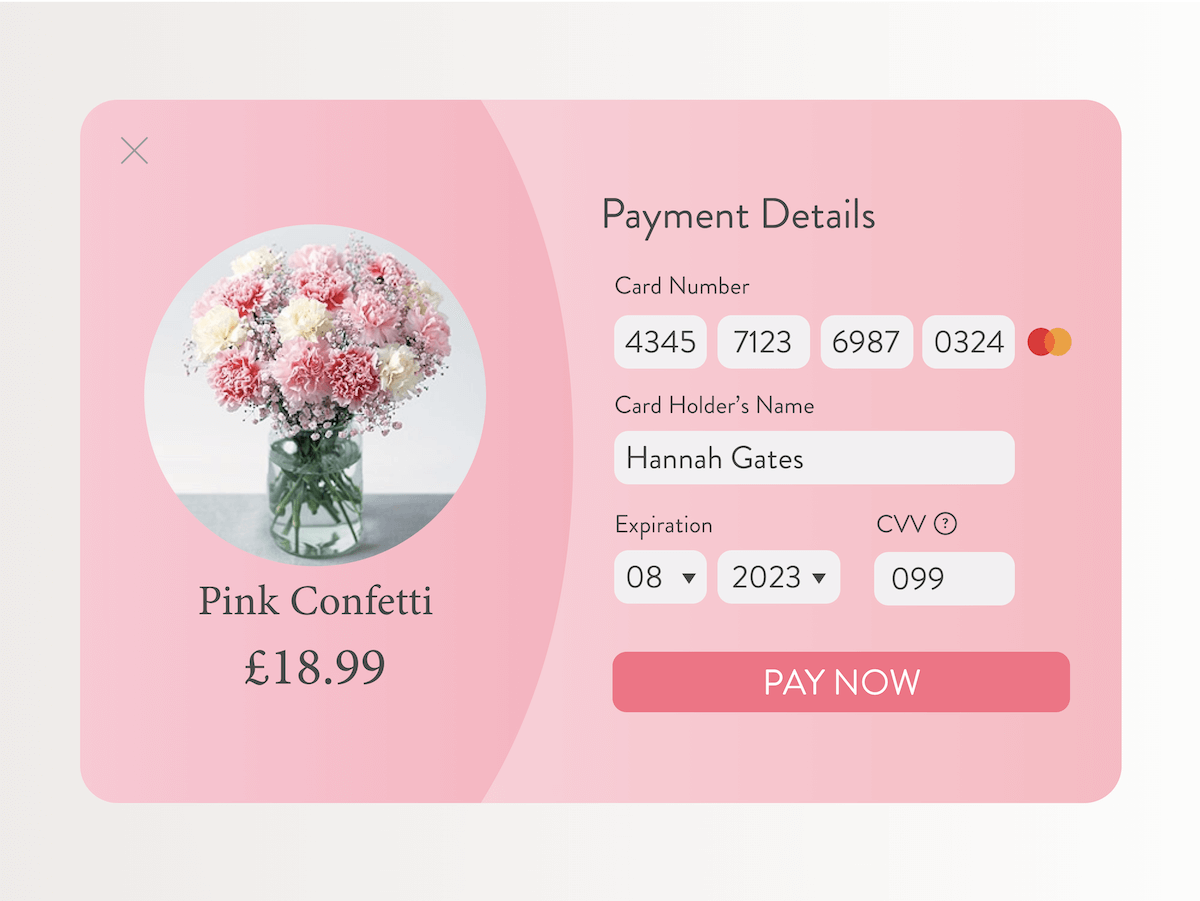 Pink Confetti
£18.99
Payment Details
Card Number
4345 7123 6987 0324
Card Holder’s Name
Hannah Gates
Expiration CVV ?
08 2023 099
PAY NOW